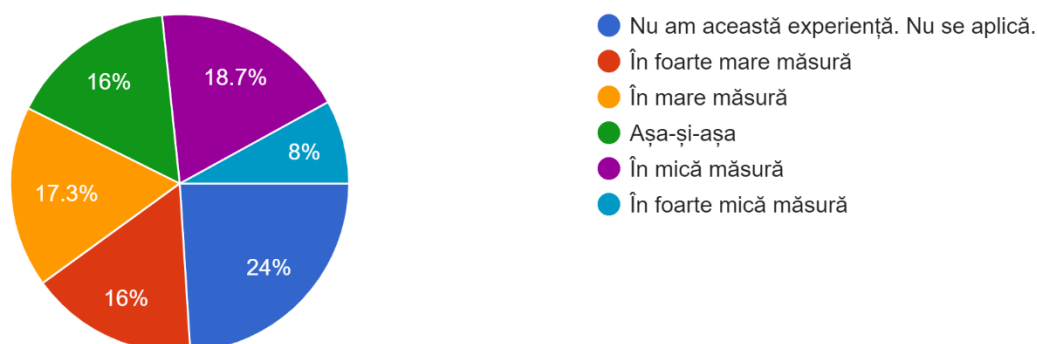 Nu am această experiență. Nu se aplică.
În foarte mare măsură
În mare măsură
Așa-și-așa
În mică măsură
În foarte mică măsură
16%
18.7%
8%
17.3%
24%
16%